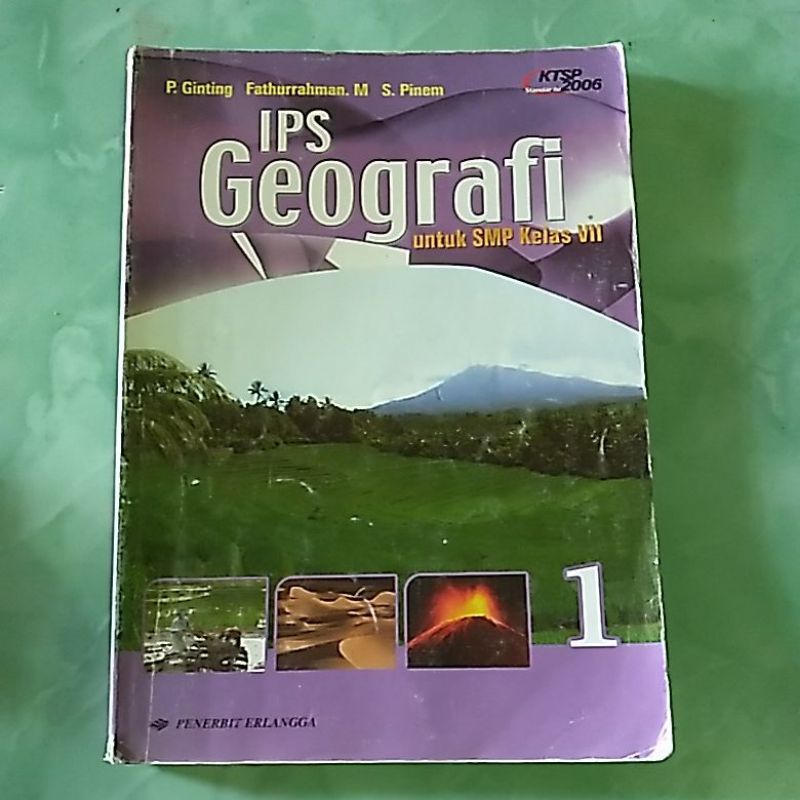 P. Ginting Fathurrahman. M S. Pinem
KTSP
2006
IPS
Geografi
untuk SMP Kelas VII
1
PENERBIT ERLANGGA